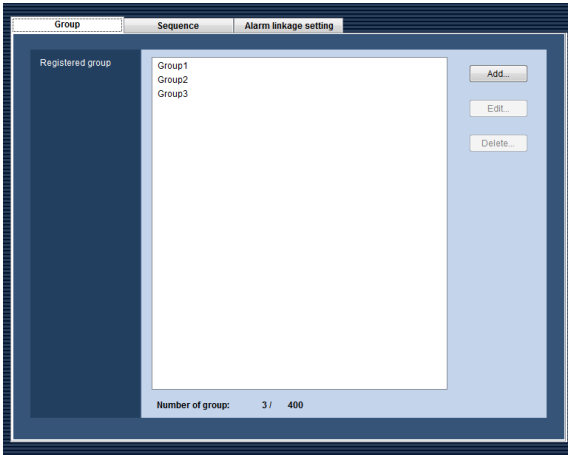 Group Sequence Alarm linkage setting
Registered group
Group1
Group2
Group3
Add...
Edit...
Delete...
Number of group: 3 / 400